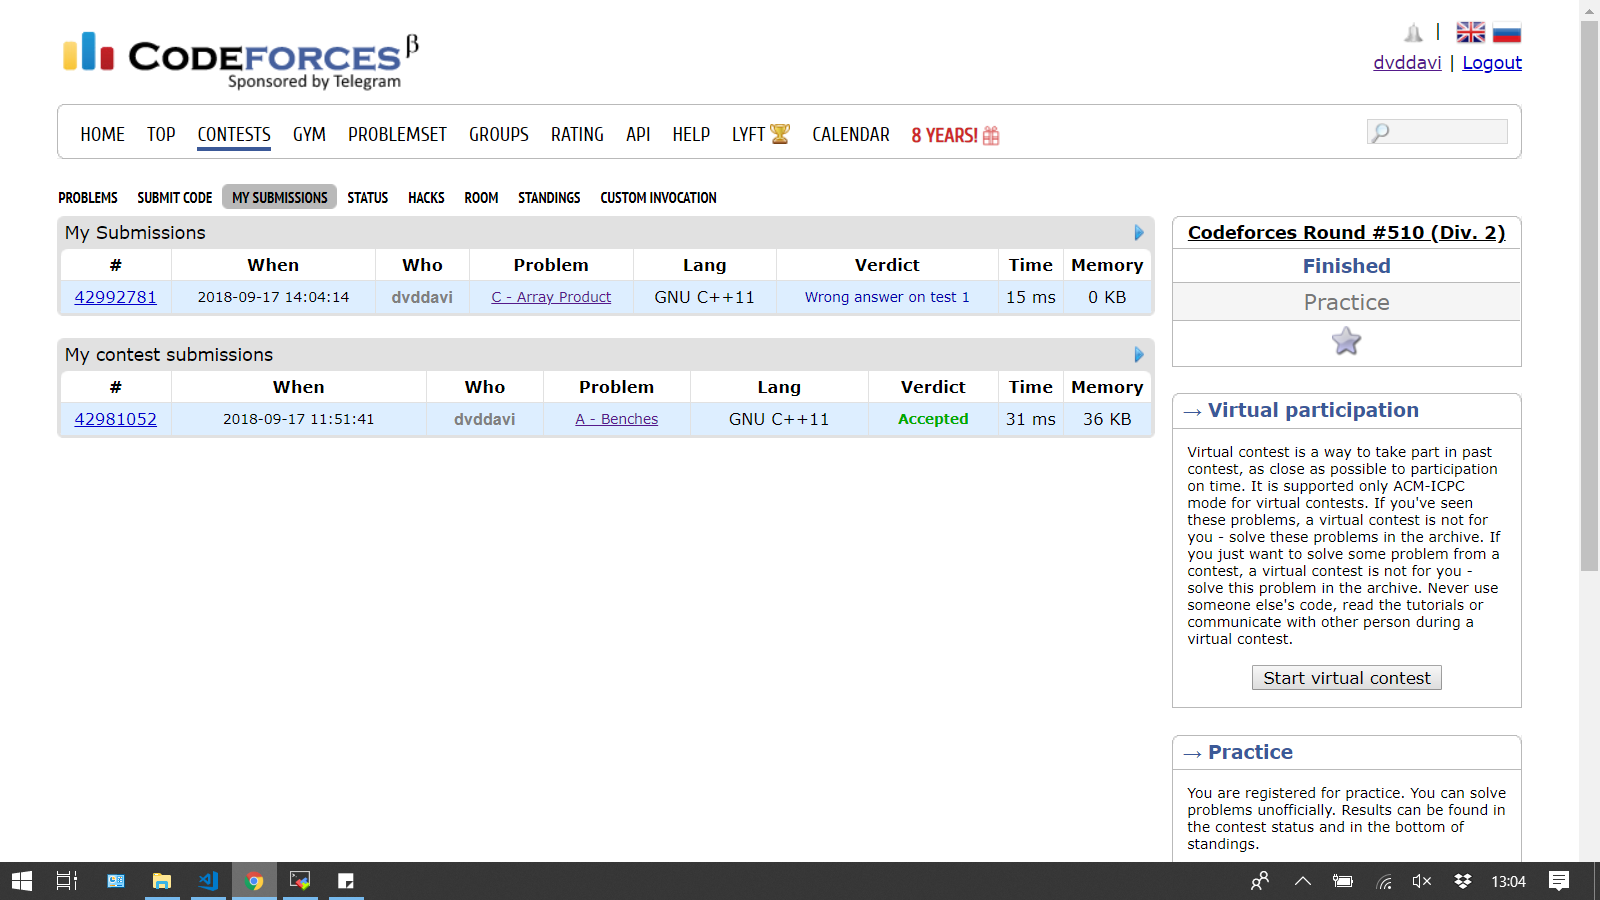 CODEFORCES β
Sponsored by Telegram
|
dvddavi | Logout
HOME TOP CONTESTS GYM PROBLEMSET GROUPS RATING API HELP LYFT CALENDAR 8 YEARS!
PROBLEMS SUBMIT CODE MY SUBMISSIONS STATUS HACKS ROOM STANDINGS CUSTOM INVOCATION
My Submissions
# When Who Problem Lang Verdict Time Memory
42992781 2018-09-17 14:04:14 dvddavi C - Array Product GNU C++11 Wrong answer on test 1 15 ms 0 KB
My contest submissions
# When Who Problem Lang Verdict Time Memory
42981052 2018-09-17 11:51:41 dvddavi A - Benches GNU C++11 Accepted 31 ms 36 KB
Codeforces Round #510 (Div. 2)
Finished
Practice
→ Virtual participation
Virtual contest is a way to take part in past
contest, as close as possible to participation
on time. It is supported only ACM-ICPC
mode for virtual contests. If you've seen
these problems, a virtual contest is not for
you - solve these problems in the archive. If
you just want to solve some problem from a
contest, a virtual contest is not for you -
solve this problem in the archive. Never use
someone else's code, read the tutorials or
communicate with other person during a
virtual contest.
Start virtual contest
→ Practice
You are registered for practice. You can solve
problems unofficially. Results can be found in
the contest status and in the bottom of
standings.
13:04